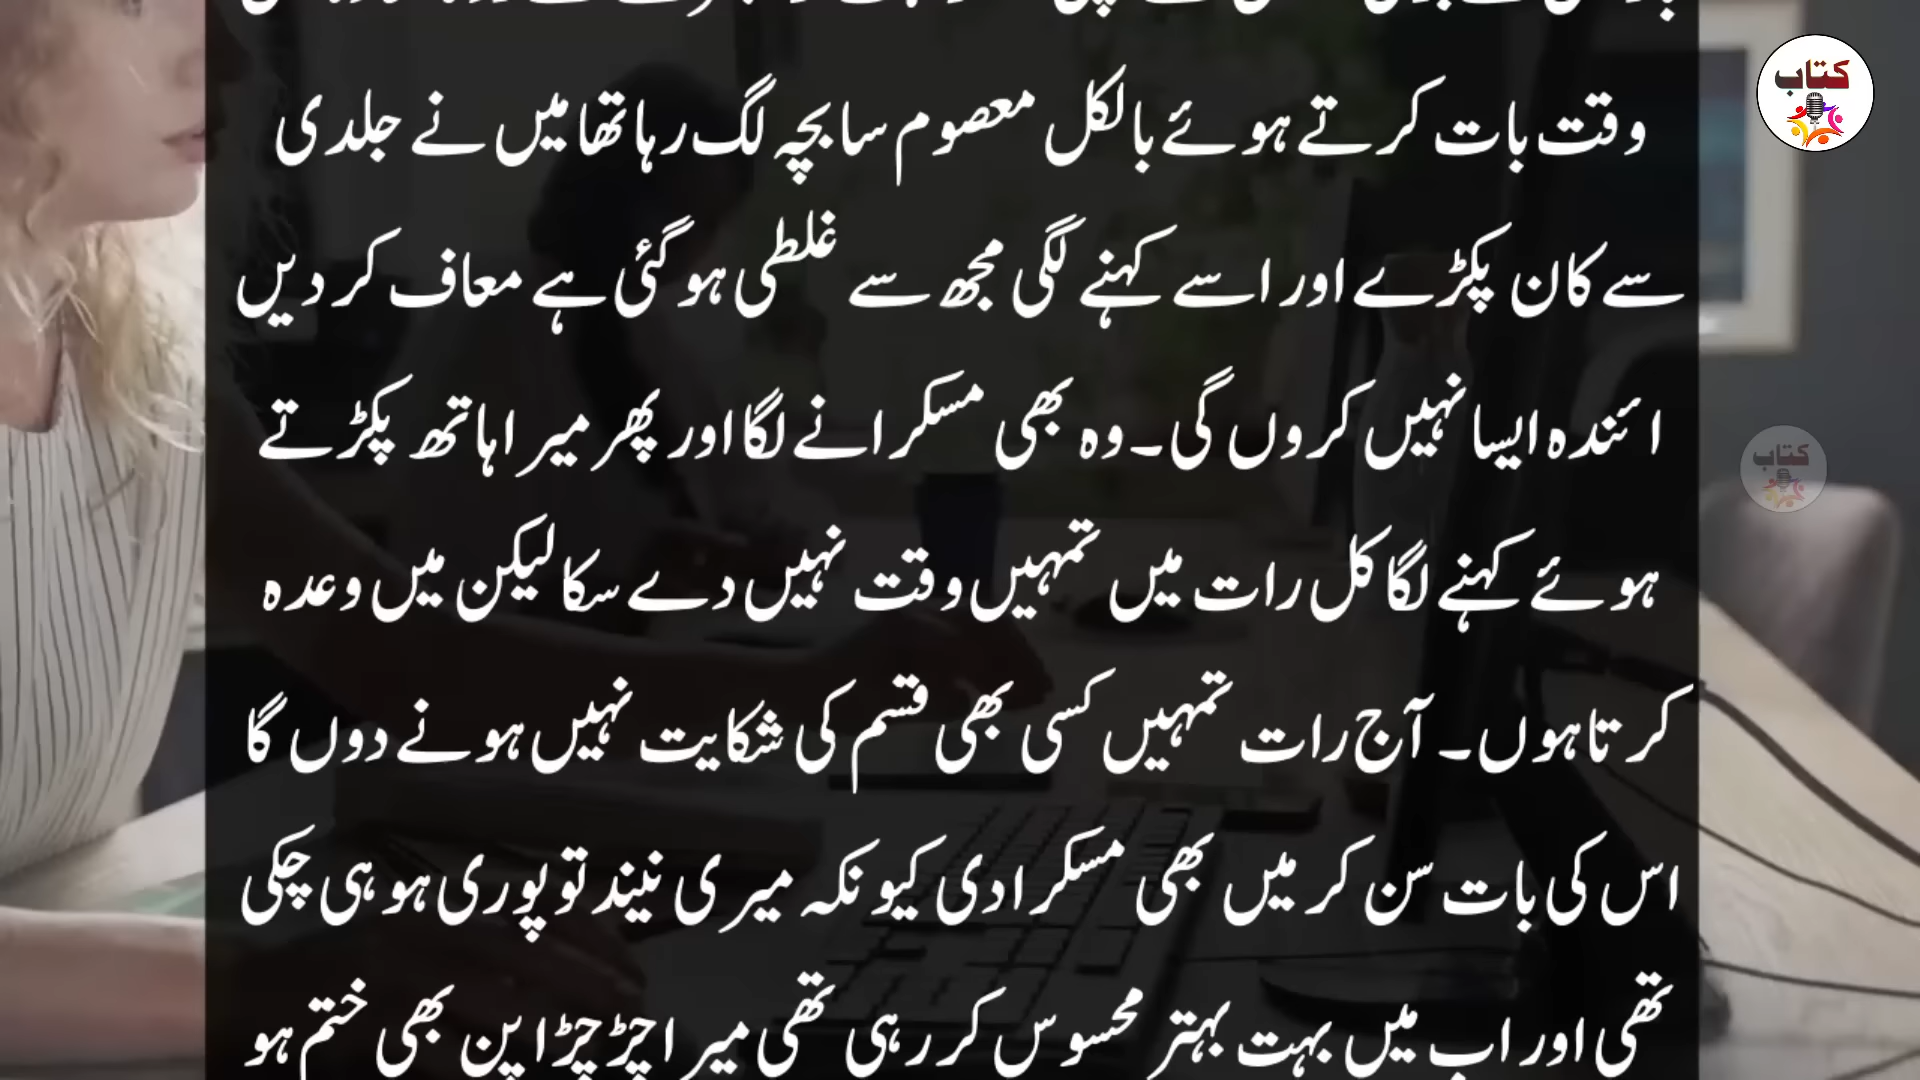 وقت بات کرتے ہوئے بالکل معصوم سا بچہ لگ رہا تھا میں نے جلدی
سے کان پکڑے اور اسے کہنے لگی مجھ سے غلطی ہو گئی ہے معاف کر دیں
ائندہ ایسا نہیں کروں گی۔ وہ بھی مسکرانے لگا اور پھر میرا ہاتھ پکڑتے
ہوئے کہنے لگا کل رات میں تمہیں وقت نہیں دے سکا لیکن میں وعدہ
کرتا ہوں۔ آج رات تمہیں کسی بھی قسم کی شکایت نہیں ہونے دوں گا
اس کی بات سن کر میں بھی مسکرا دی کیونکہ میری نیند تو پوری ہو ہی چکی
تھی اور اب میں بہت بہتر محسوس کر رہی تھی میرا چڑچڑا پن بھی ختم ہو
کتاب
کتاب